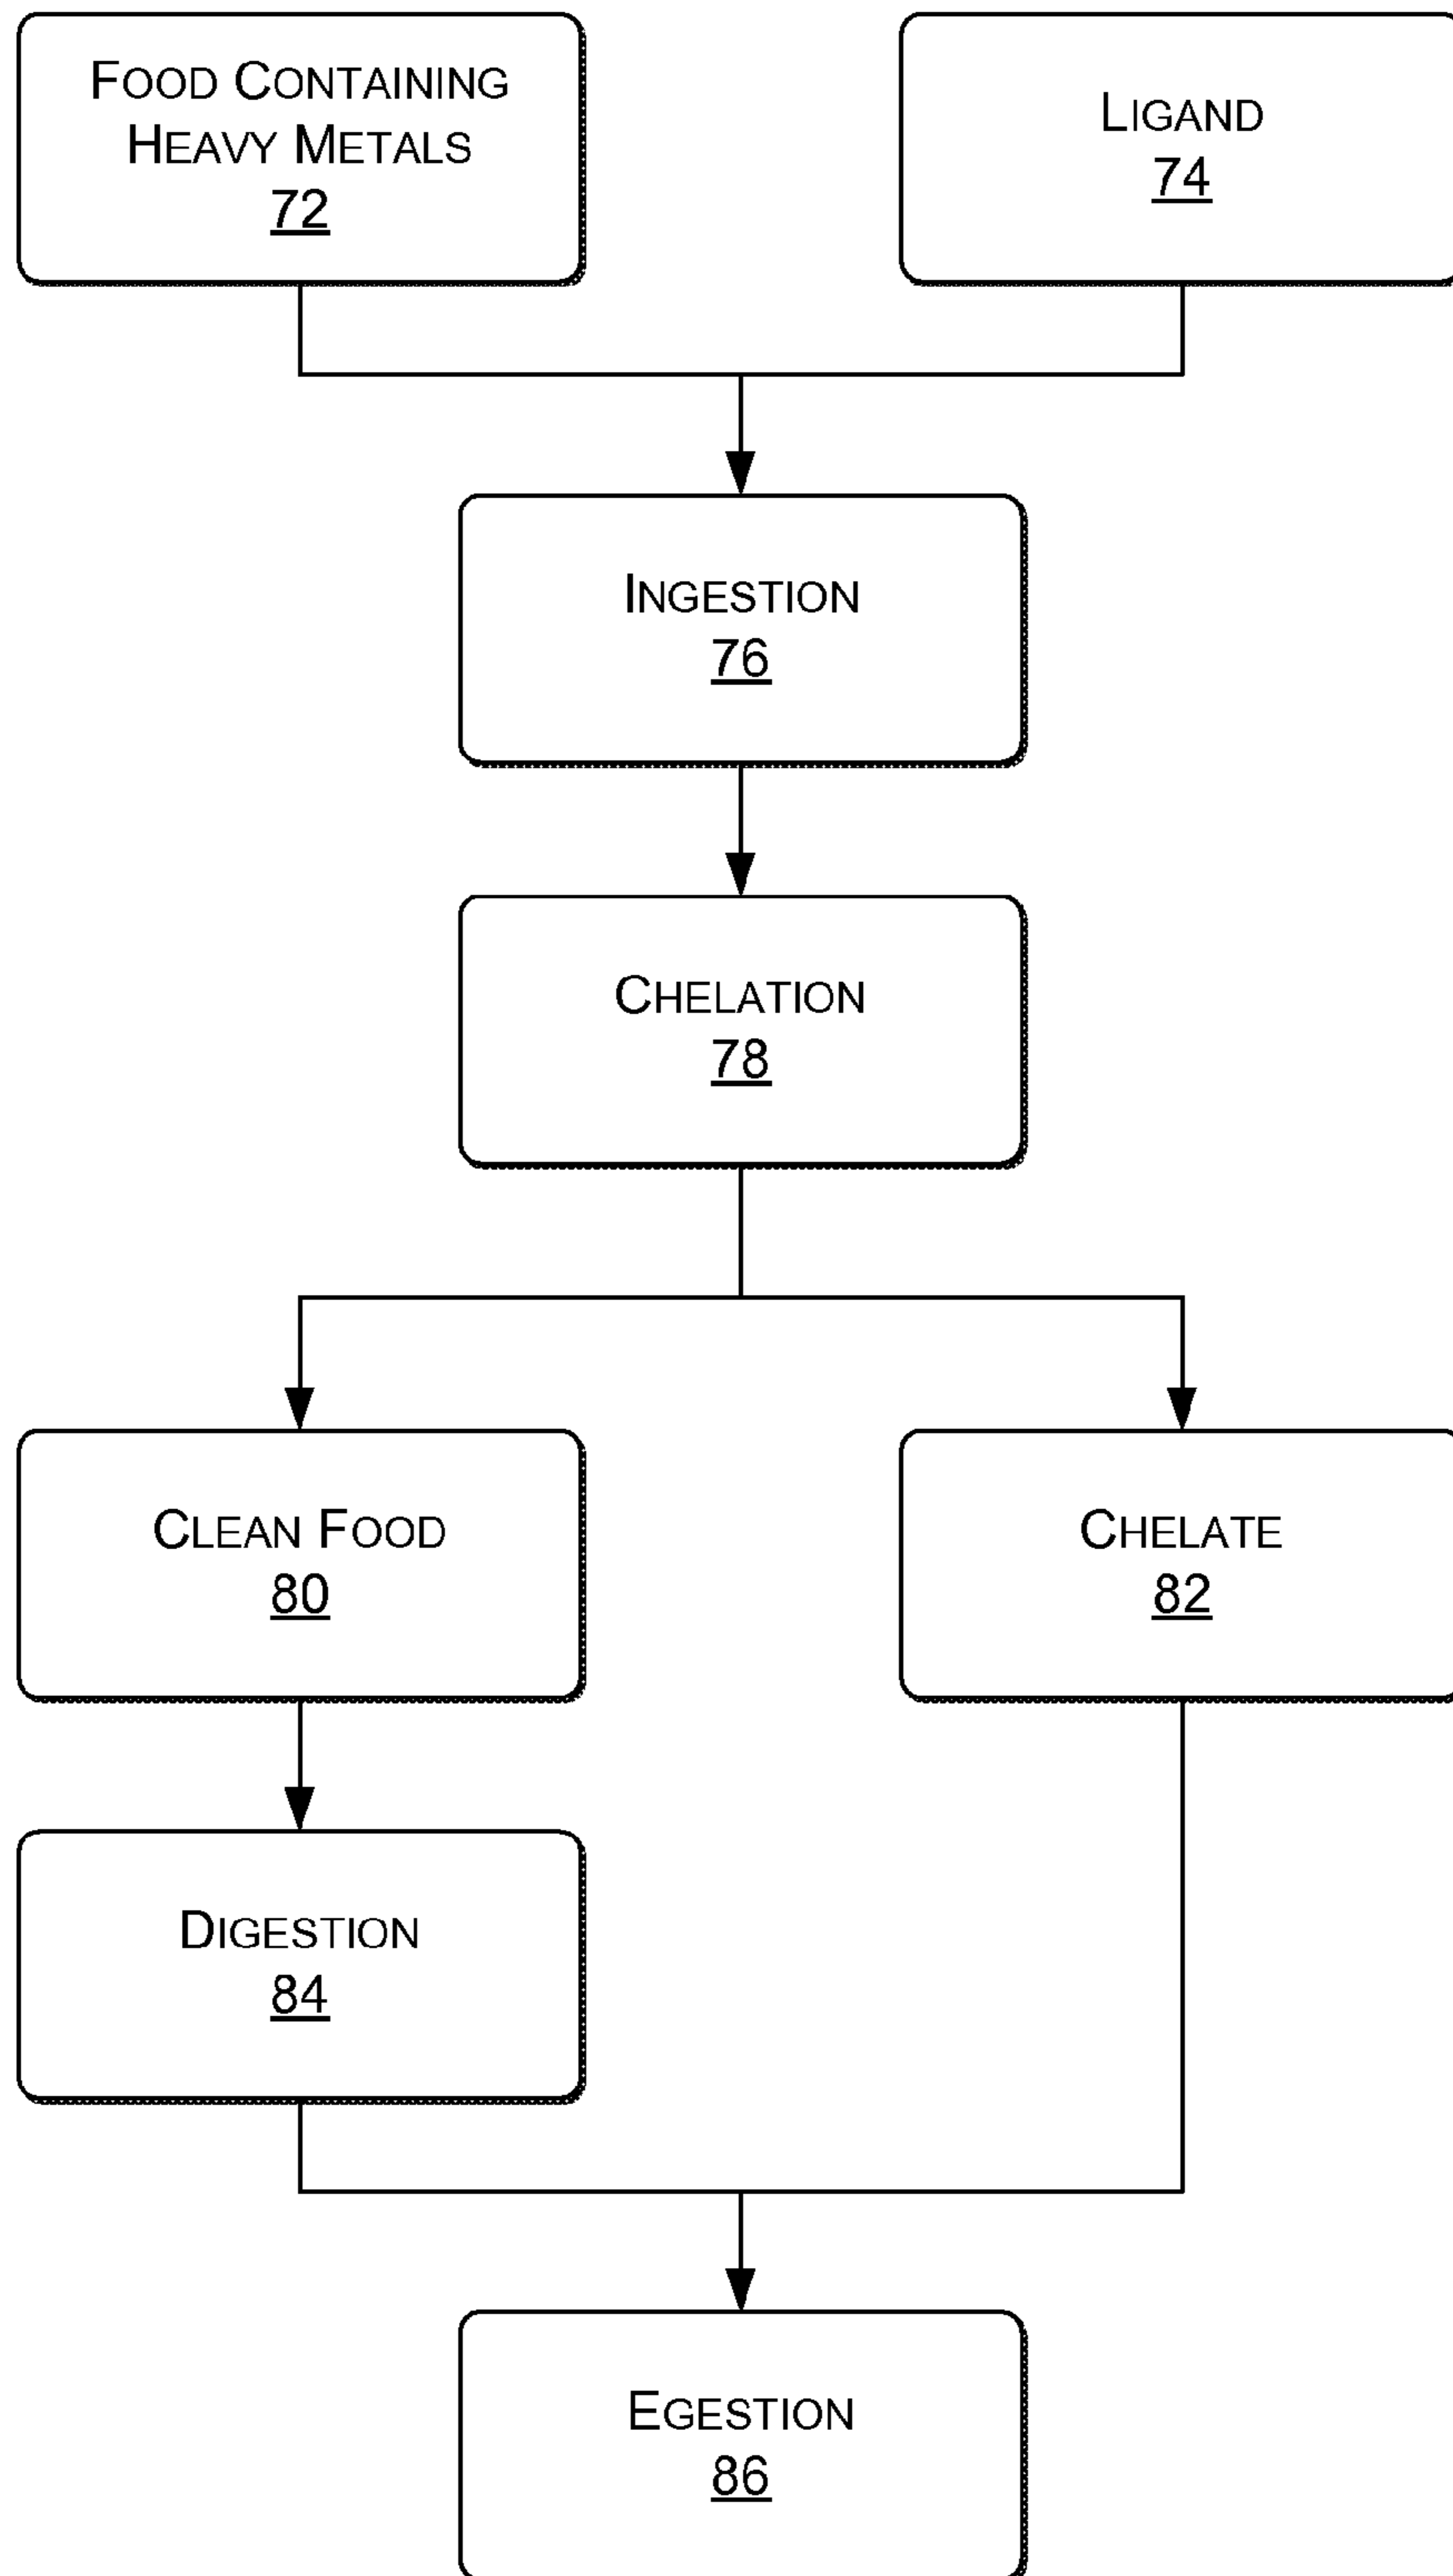 FOOD CONTAINING
HEAVY METALS
72
LIGAND
74
INGESTION
76
CHELATION
78
CLEAN FOOD
80
CHELATE
82
DIGESTION
84
EGESTION
86